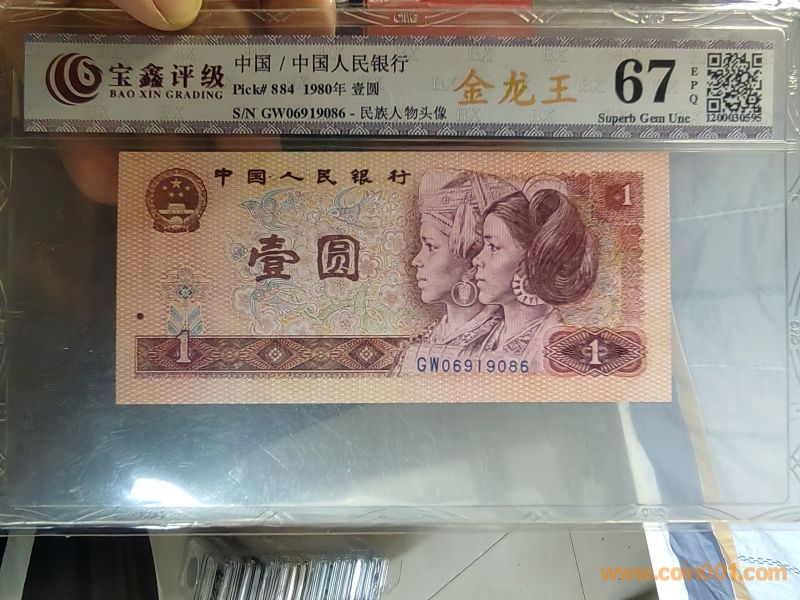 宝鑫评级
BAO XIN GRADING
中国 / 中国人民银行
Pick# 884 1980年 壹圆
S/N GW06919086 - 民族人物头像
金龙王
67
EPQ
Superb Gem Unc
1200030595
中国人民银行
1
壹圆
1
1
GW06919086
www.coin001.com